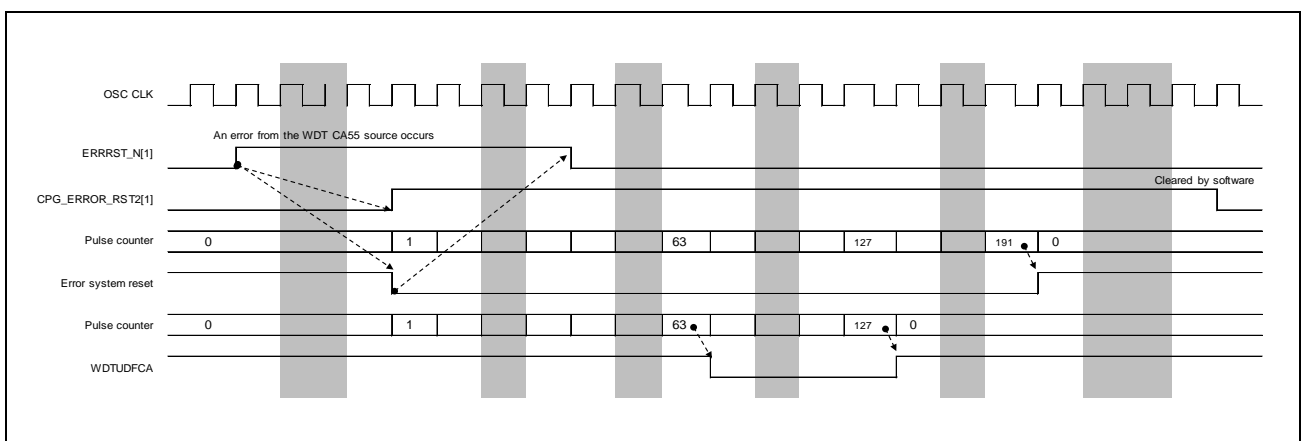 OSC CLK
An error from the WDT CA55 source occurs
ERRRST_N[1]
Cleared by software
CPG_ERROR_RST2[1]
Pulse counter 0 1 63 127 191 0
Error system reset
Pulse counter 0 1 63 127 0
WDTUDFCA